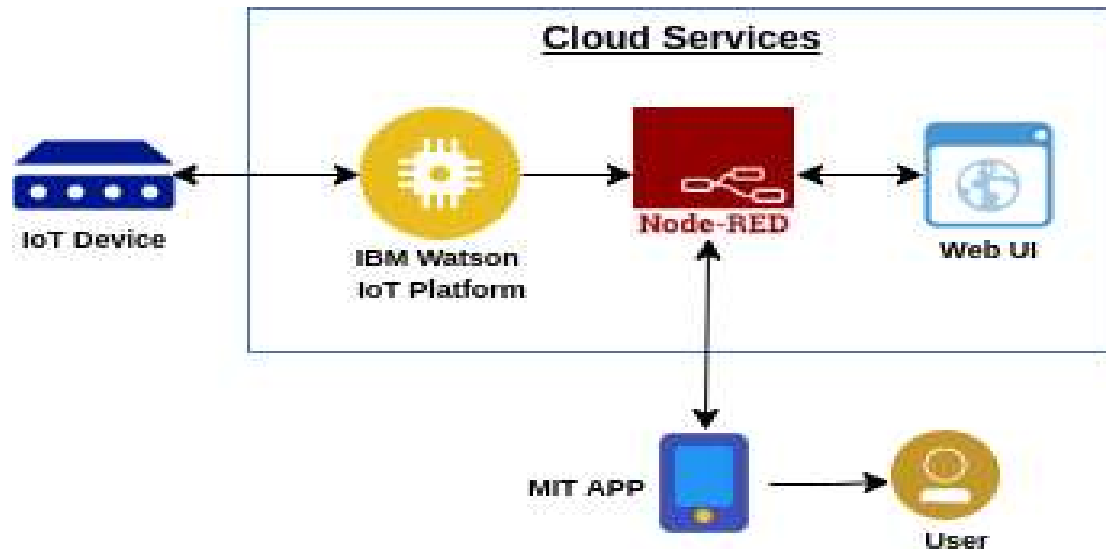 Cloud Services
IoT Device
IBM Watson
IoT Platform
Node-RED
Web UI
MIT APP
User